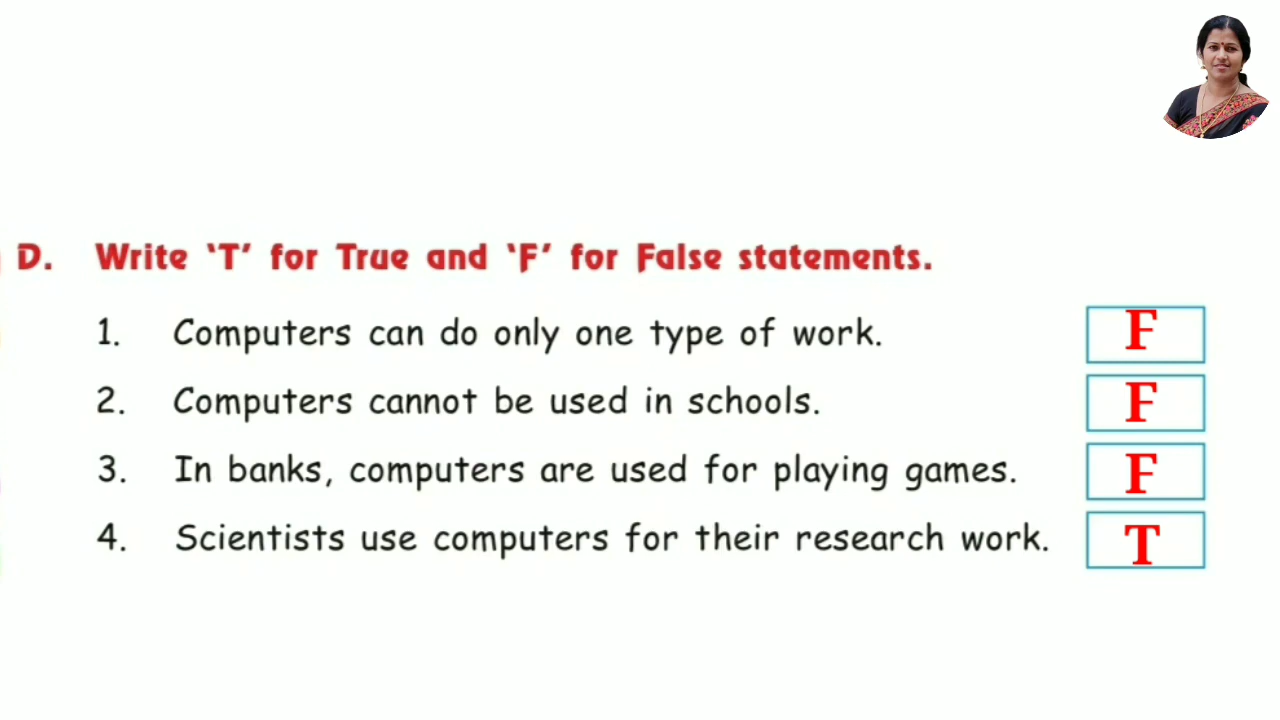 D. Write ‘T’ for True and ‘F’ for False statements.
1. Computers can do only one type of work. F
2. Computers cannot be used in schools. F
3. In banks, computers are used for playing games. F
4. Scientists use computers for their research work. T